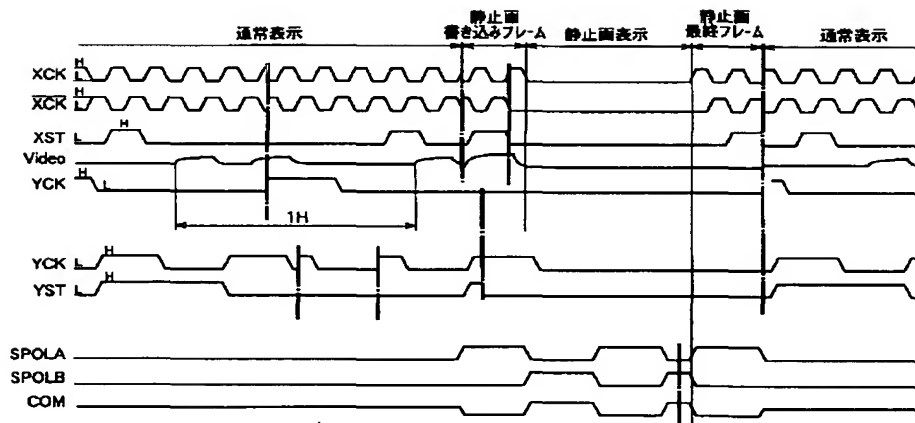 通常表示
静止画
書き込みフレーム
静止画表示
静止画
最終フレーム
通常表示
XCK H L
XCK H L
XST L H
Video
YCK H L
1H
YCK L H
YST L H
SPOLA
SPOLB
COM